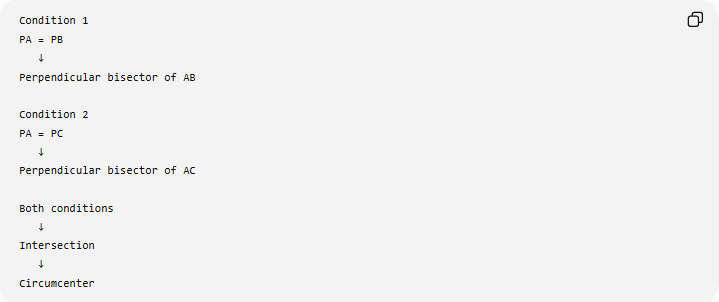 Condition 1
PA = PB
↓
Perpendicular bisector of AB
Condition 2
PA = PC
↓
Perpendicular bisector of AC
Both conditions
↓
Intersection
↓
Circumcenter